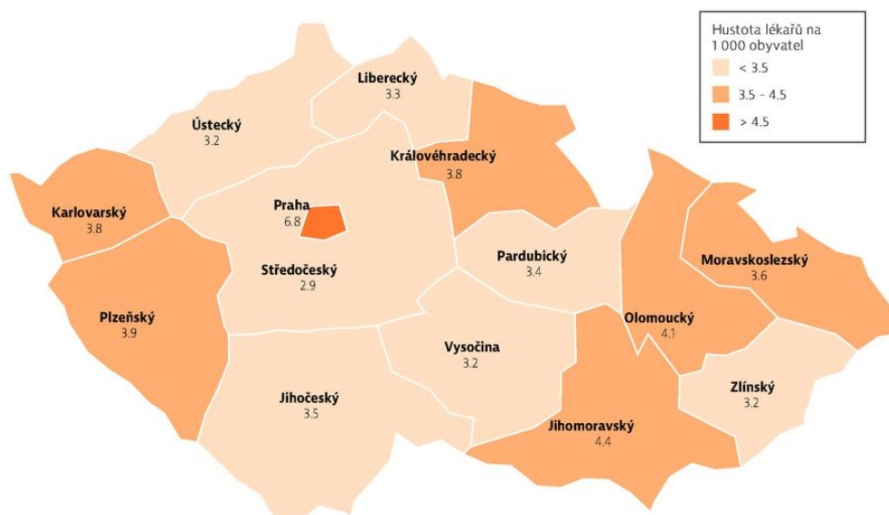 Hustota lékařů na
1 000 obyvatel
< 3.5
3.5 - 4.5
> 4.5
Liberecký
3.3
Ústecký
3.2
Královéhradecký
3.8
Karlovarský
3.8
Praha
6.8
Středočeský
2.9
Pardubický
3.4
Moravskoslezský
3.6
Plzeňský
3.9
Olomoucký
4.1
Vysočina
3.2
Zlínský
3.2
Jihočeský
3.5
Jihomoravský
4.4